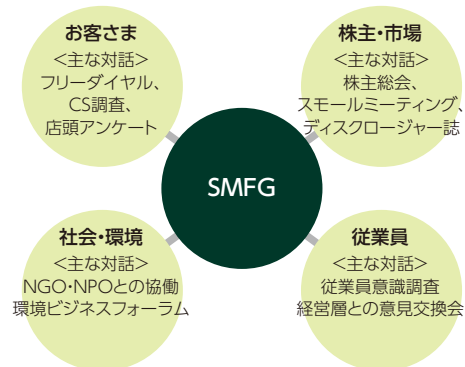 お客さま
<主な対話>
フリーダイヤル、
CS調査、
店頭アンケート
株主・市場
<主な対話>
株主総会、
スモールミーティング、
ディスクロージャー誌
SMFG
社会・環境
<主な対話>
NGO・NPOとの協働
環境ビジネスフォーラム
従業員
<主な対話>
従業員意識調査
経営層との意見交換会